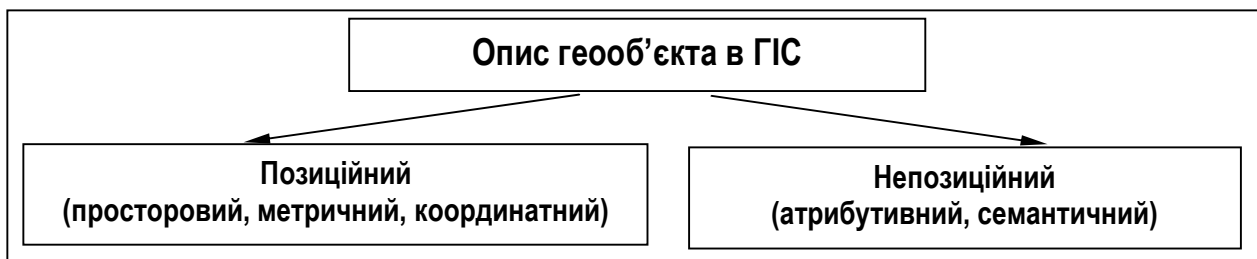 Опис геооб’єкта в ГІС
Позиційний
(просторовий, метричний, координатний)
Непозиційний
(атрибутивний, семантичний)